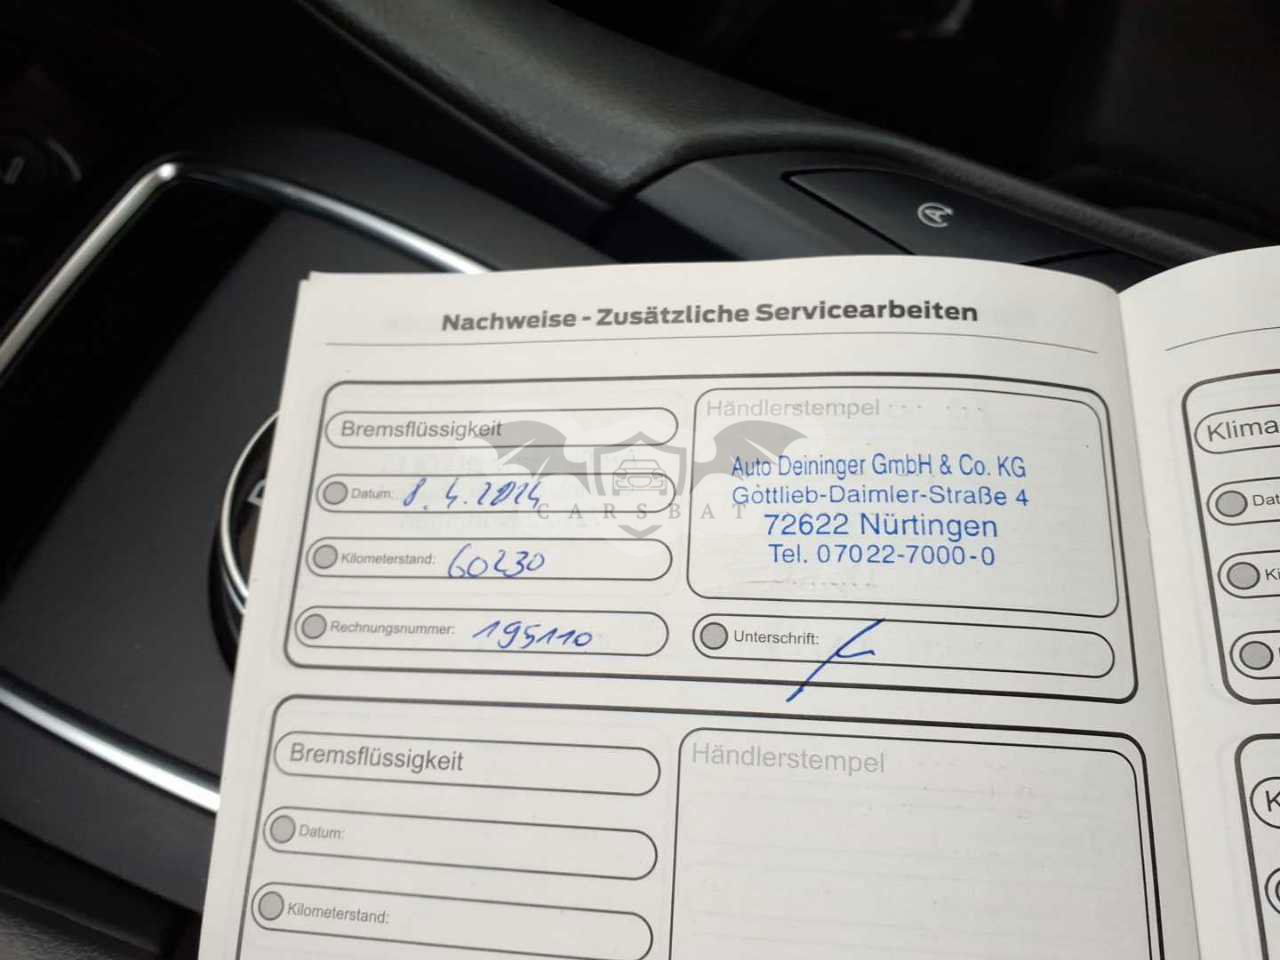 Nachweise - Zusätzliche Servicearbeiten
Bremsflüssigkeit
Datum: 8.4.2024
Kilometerstand: 60230
Rechnungsnummer: 195110
Händlerstempel
Auto Deininger GmbH & Co. KG
Gottlieb-Daimler-Straße 4
72622 Nürtingen
Tel. 07022-7000-0
Unterschrift:
CARSBAT
Bremsflüssigkeit
Datum:
Kilometerstand:
Händlerstempel
Klima
Dat
Ki
K